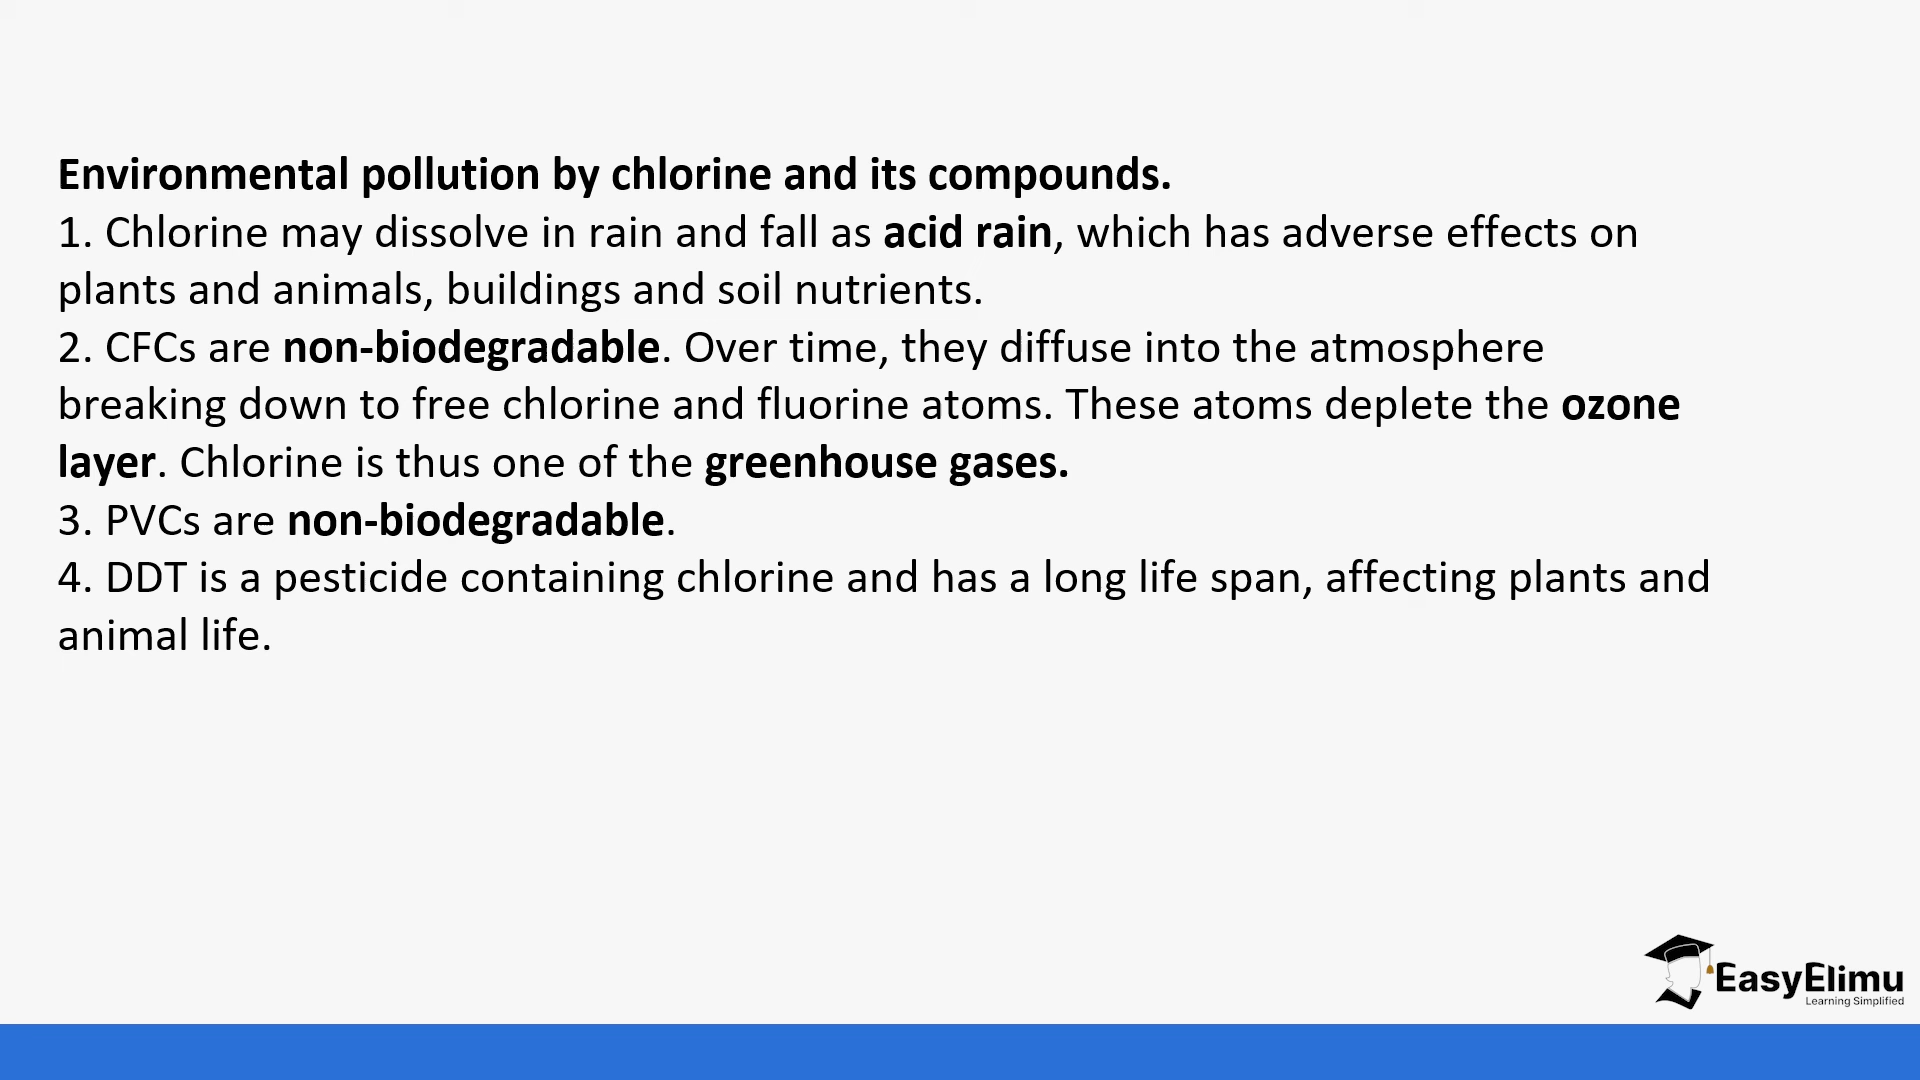 Environmental pollution by chlorine and its compounds.
1. Chlorine may dissolve in rain and fall as acid rain, which has adverse effects on
plants and animals, buildings and soil nutrients.
2. CFCs are non-biodegradable. Over time, they diffuse into the atmosphere
breaking down to free chlorine and fluorine atoms. These atoms deplete the ozone
layer. Chlorine is thus one of the greenhouse gases.
3. PVCs are non-biodegradable.
4. DDT is a pesticide containing chlorine and has a long life span, affecting plants and
animal life.
EasyElimu
Learning Simplified